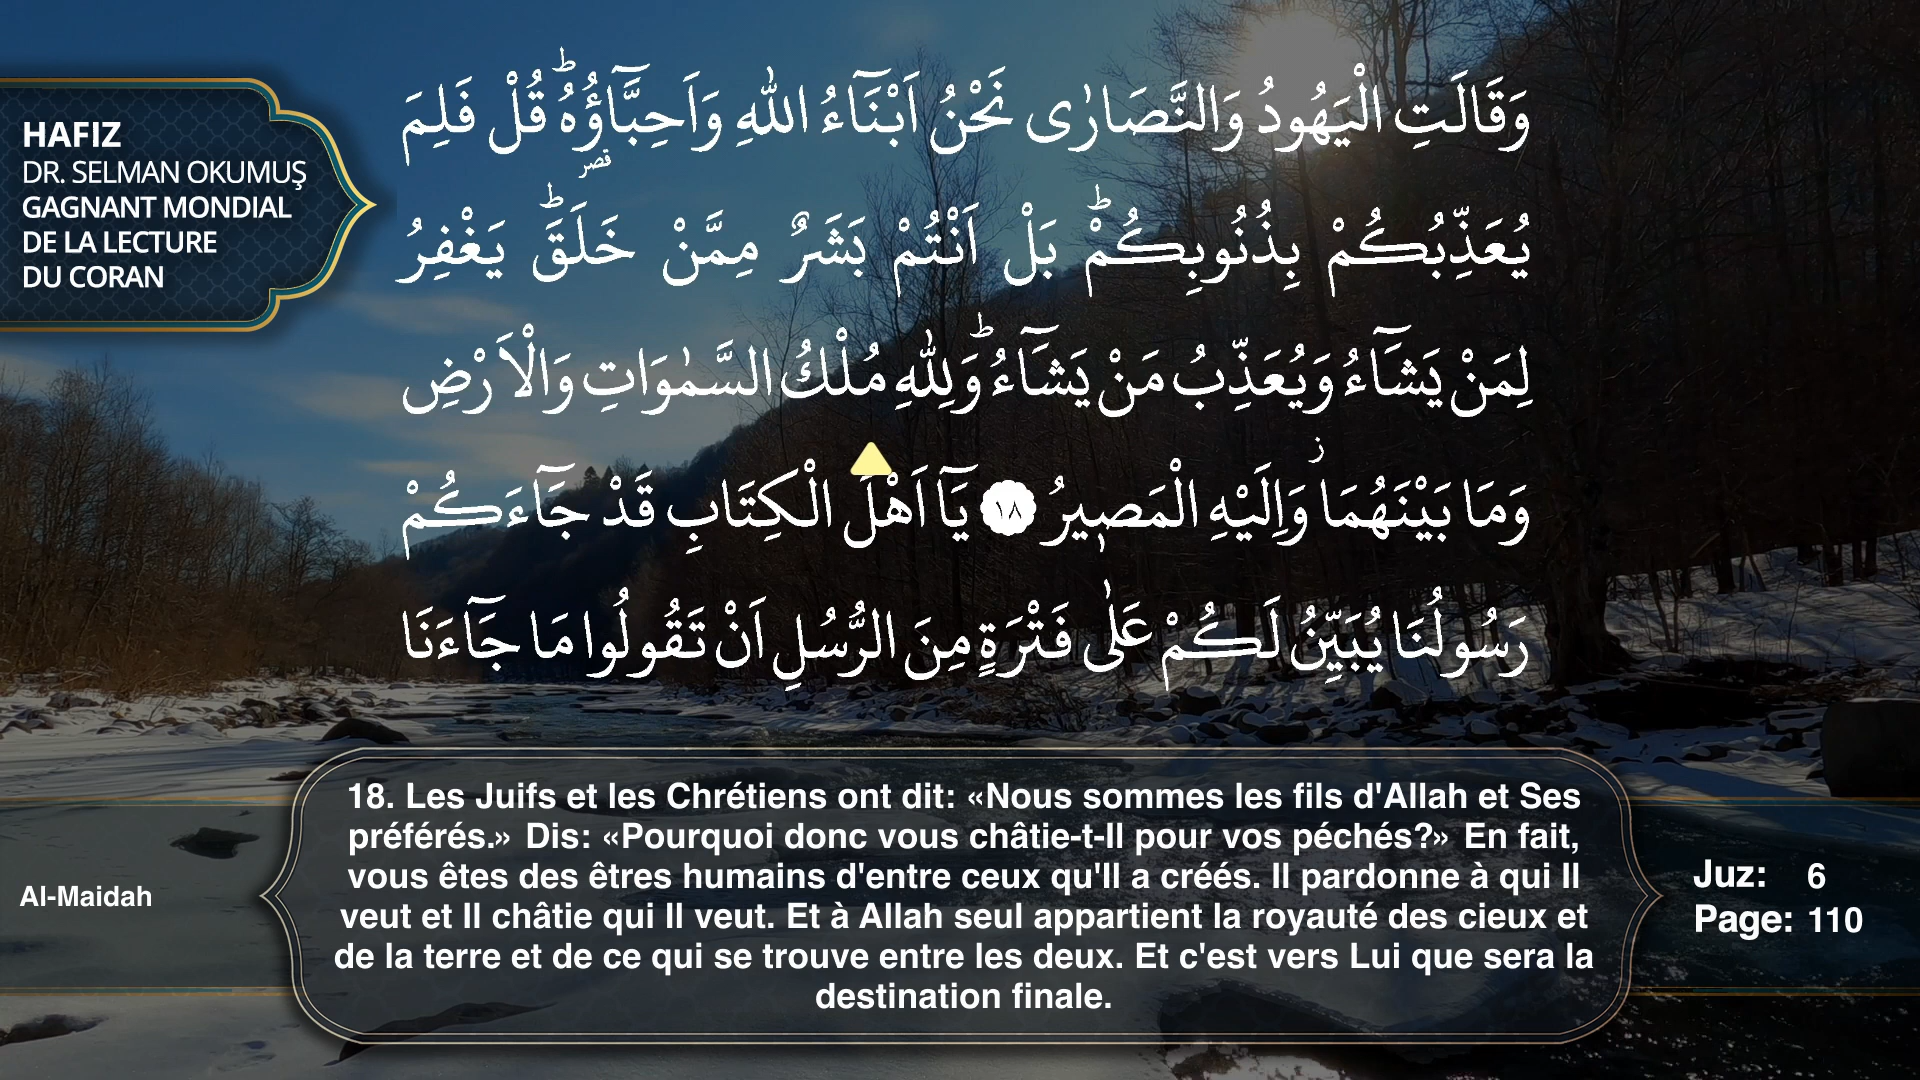 HAFIZ
DR. SELMAN OKUMUŞ
GAGNANT MONDIAL
DE LA LECTURE
DU CORAN
وَقَالَتِ الْيَهُودُ وَالنَّصَارٰى نَحْنُ اَبْنَٓاءُ اللّٰهِ وَاَحِبَّٓاؤُ۬هُۜ قُلْ فَلِمَ
قصر
يُعَذِّبُكُمْ بِذُنُوبِكُمْۜ بَلْ اَنْتُمْ بَشَرٌ مِمَّنْ خَلَقَۜ يَغْفِرُ
لِمَنْ يَشَٓاءُ وَيُعَذِّبُ مَنْ يَشَٓاءُۜ وَلِلّٰهِ مُلْكُ السَّمٰوَاتِ وَالْاَرْضِ
وَمَا بَيْنَهُمَاۘ وَاِلَيْهِ الْمَصٖيرُ ١٨ يَٓا اَهْلَ الْكِتَابِ قَدْ جَٓاءَكُمْ
رَسُولُنَا يُبَيِّنُ لَكُمْ عَلٰى فَتْرَةٍ مِنَ الرُّسُلِ اَنْ تَقُولُوا مَا جَٓاءَنَا
18. Les Juifs et les Chrétiens ont dit: «Nous sommes les fils d'Allah et Ses
préférés.» Dis: «Pourquoi donc vous châtie-t-Il pour vos péchés?» En fait,
vous êtes des êtres humains d'entre ceux qu'Il a créés. Il pardonne à qui Il
veut et Il châtie qui Il veut. Et à Allah seul appartient la royauté des cieux et
de la terre et de ce qui se trouve entre les deux. Et c'est vers Lui que sera la
destination finale.
Al-Maidah
Juz: 6
Page: 110